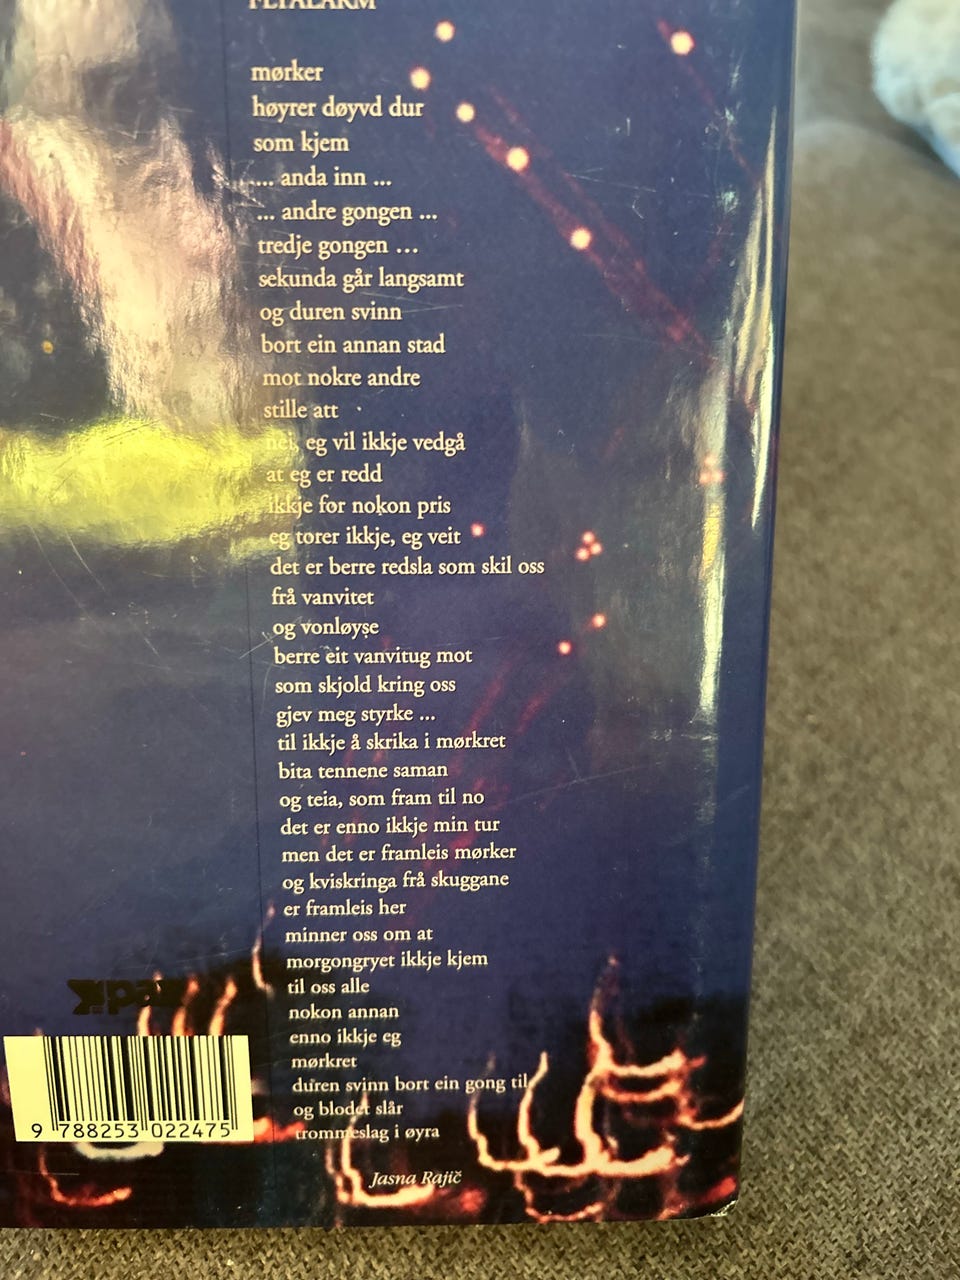 FLYALARM
mørker
høyrer døyvd dur
som kjem
... anda inn ...
... andre gongen ...
tredje gongen ...
sekunda går langsamt
og duren svinn
bort ein annan stad
mot nokre andre
stille att
nei, eg vil ikkje vedgå
at eg er redd
ikkje for nokon pris
eg torer ikkje, eg veit
det er berre redsla som skil oss
frå vanvitet
og vonløyse
berre eit vanvitug mot
som skjold kring oss
gjev meg styrke ...
til ikkje å skrika i mørkret
bita tennene saman
og teia, som fram til no
det er enno ikkje min tur
men det er framleis mørker
og kviskringa frå skuggane
er framleis her
minner oss om at
morgongryet ikkje kjem
til oss alle
nokon annan
enno ikkje eg
mørkret
duren svinn bort ein gong til
og blodet slår
trommeslag i øyra
Jasna Rajič
pax
9 788253 022475